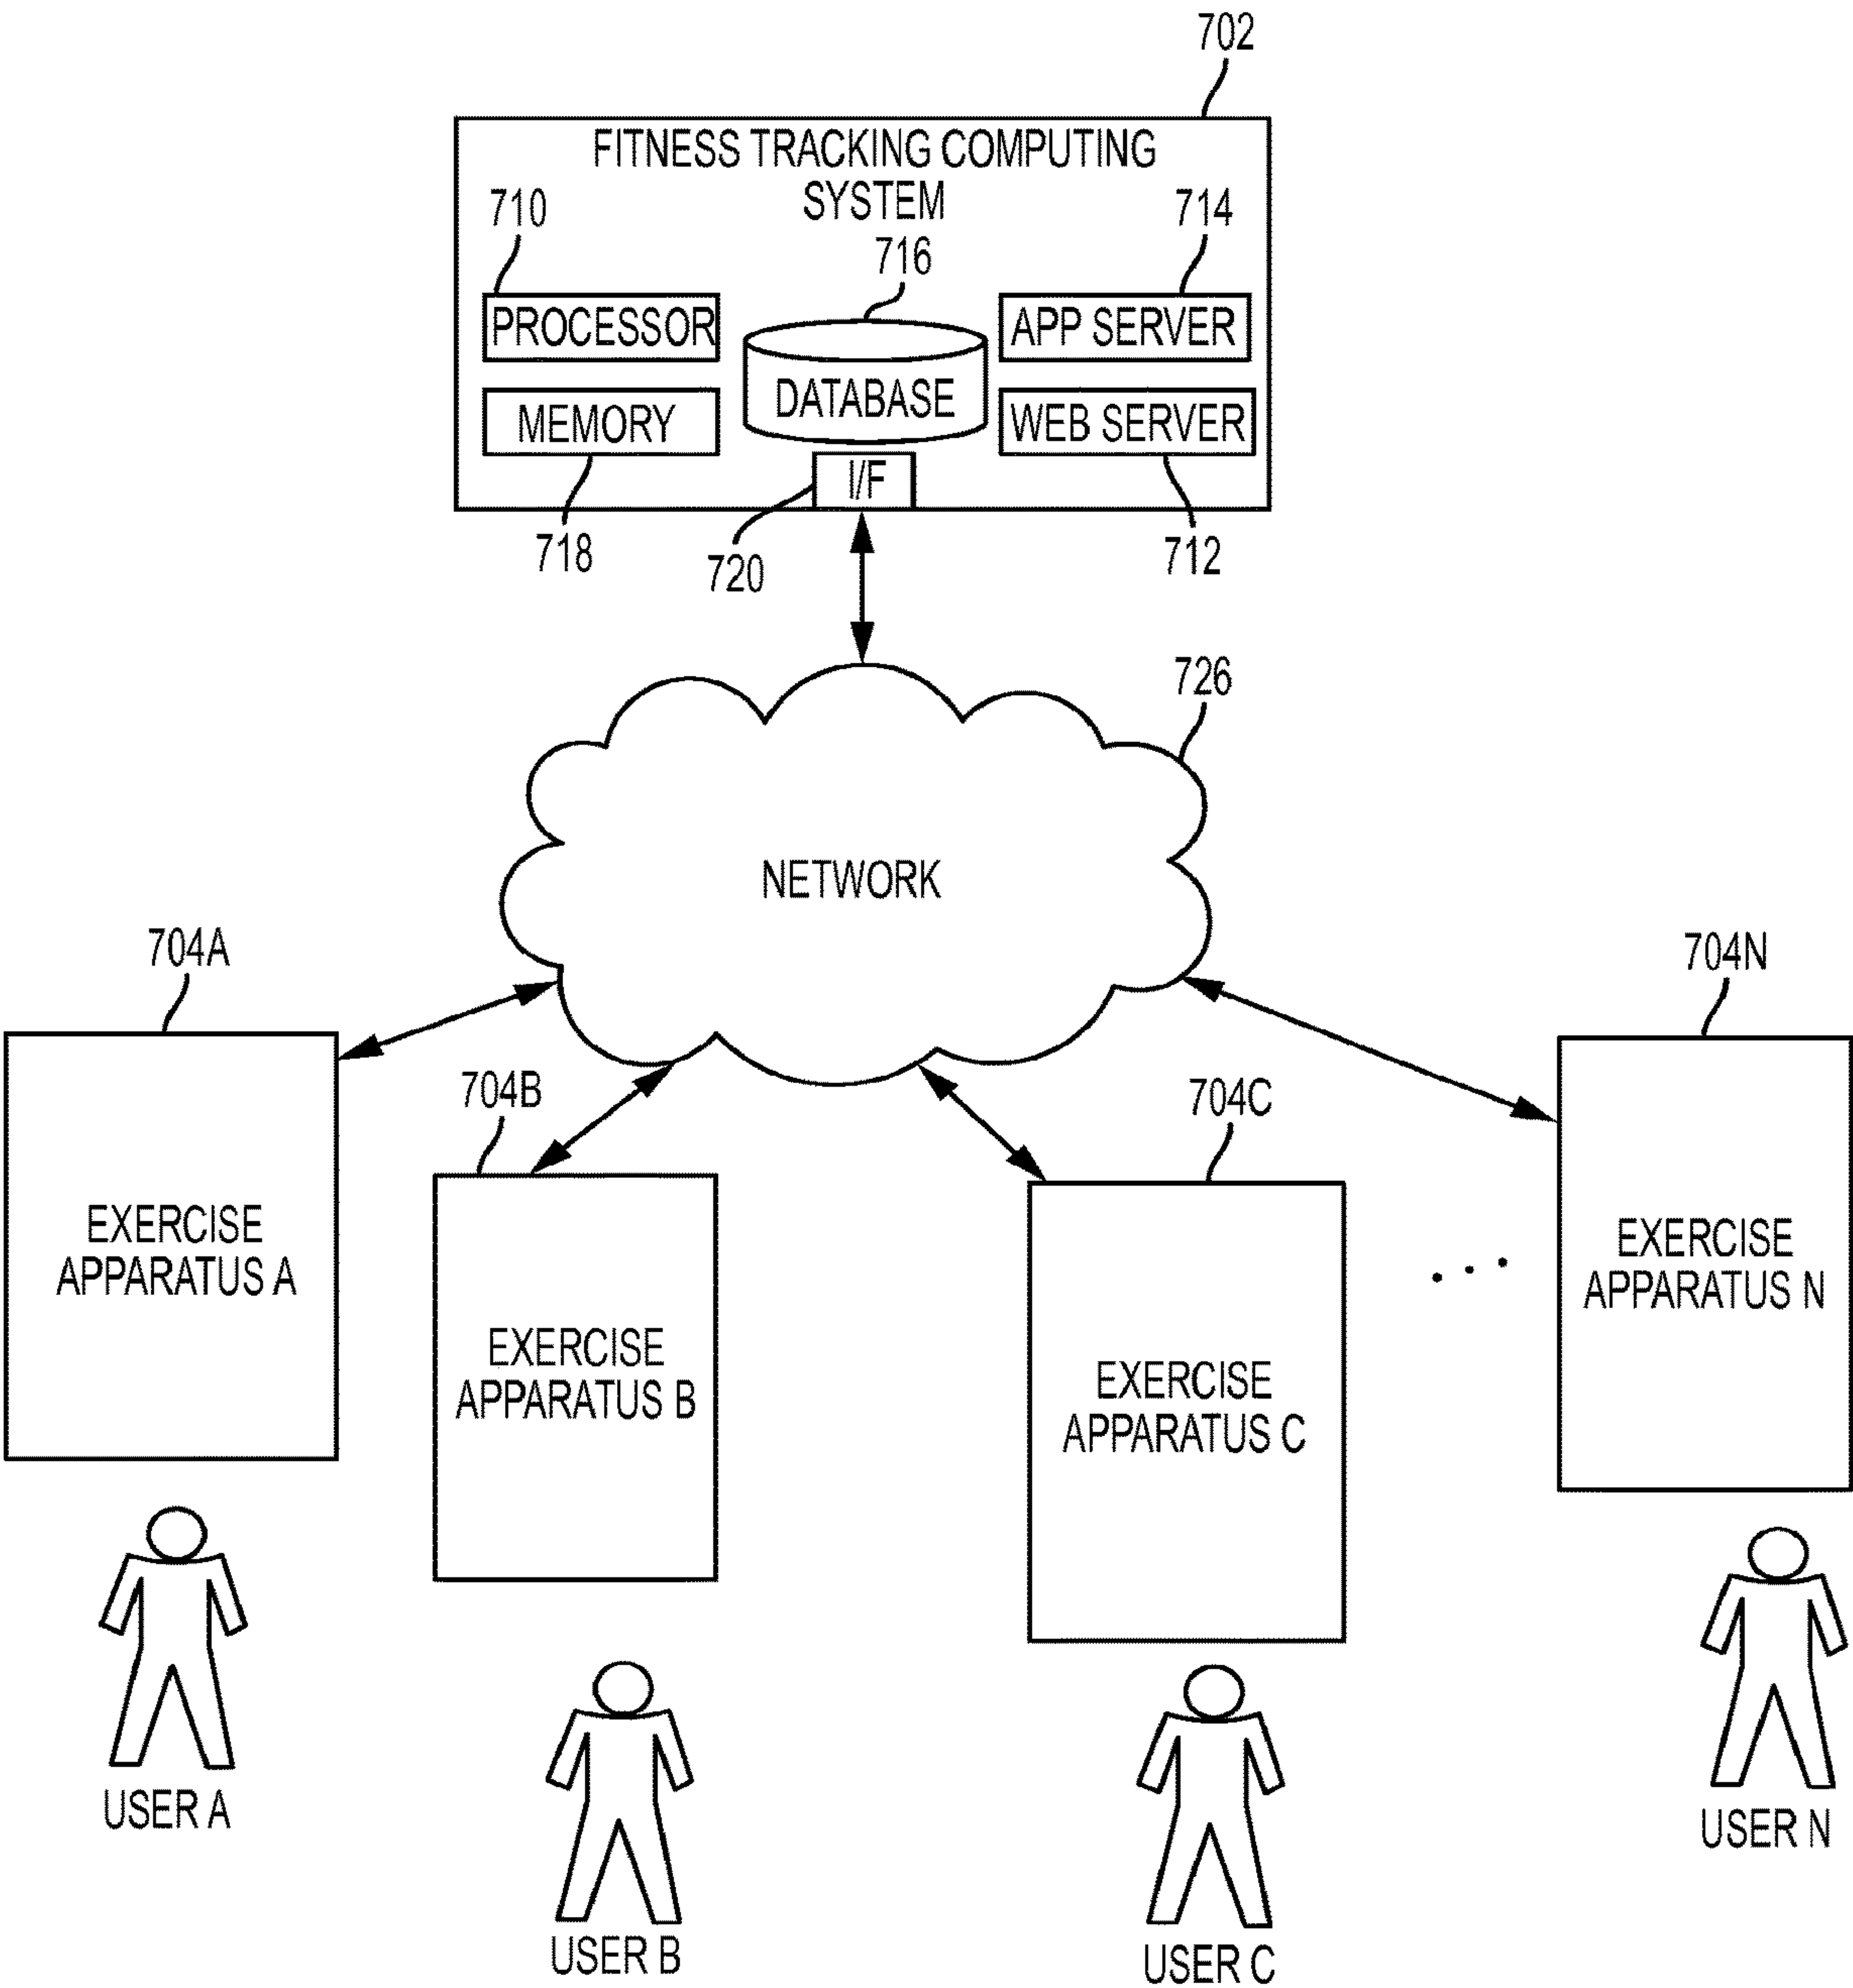 702
FITNESS TRACKING COMPUTING
SYSTEM
710
716
714
PROCESSOR
DATABASE
APP SERVER
MEMORY
WEB SERVER
I/F
718
720
712
726
NETWORK
704A
704N
704B
704C
EXERCISE
APPARATUS A
EXERCISE
APPARATUS B
EXERCISE
APPARATUS C
. . .
EXERCISE
APPARATUS N
USER A
USER B
USER C
USER N